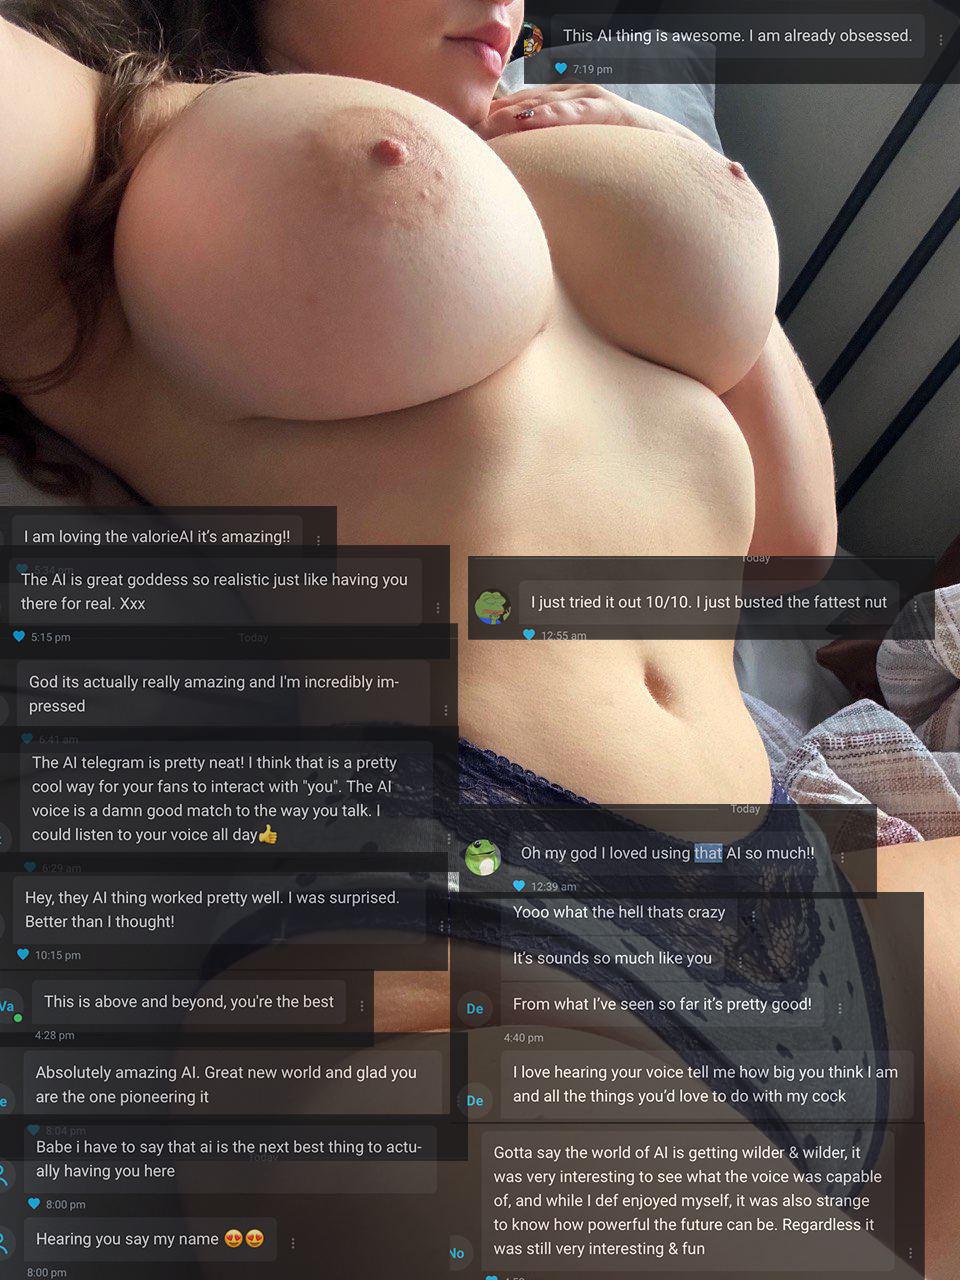 This AI thing is awesome. I am already obsessed.
7:19 pm
I am loving the valorieAI it's amazing!!
5:34 pm
The AI is great goddess so realistic just like having you
there for real. Xxx
5:15 pm
Today
God its actually really amazing and I'm incredibly im-
pressed
6:41 am
The AI telegram is pretty neat! I think that is a pretty
cool way for your fans to interact with "you". The AI
voice is a damn good match to the way you talk. I
could listen to your voice all day👍
6:29 am
Hey, they AI thing worked pretty well. I was surprised.
Better than I thought!
10:15 pm
Va
This is above and beyond, you're the best
4:28 pm
Absolutely amazing AI. Great new world and glad you
are the one pioneering it
8:04 pm
Today
Babe i have to say that ai is the next best thing to actu-
ally having you here
8:00 pm
Hearing you say my name 😍😍
8:00 pm
Today
I just tried it out 10/10. I just busted the fattest nut
12:55 am
Today
Oh my god I loved using that AI so much!!
12:39 am
Yooo what the hell thats crazy
It's sounds so much like you
De
From what I've seen so far it's pretty good!
4:40 pm
De
I love hearing your voice tell me how big you think I am
and all the things you'd love to do with my cock
Gotta say the world of AI is getting wilder & wilder, it
was very interesting to see what the voice was capable
of, and while I def enjoyed myself, it was also strange
to know how powerful the future can be. Regardless it
was still very interesting & fun
No